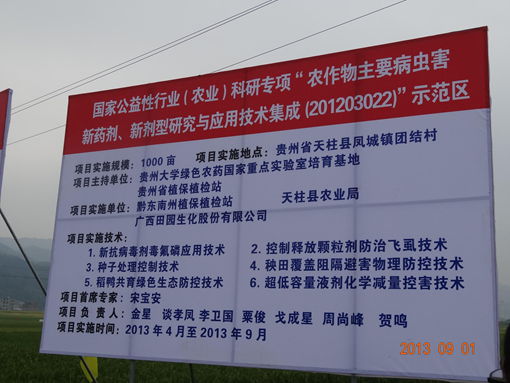 国家公益性行业(农业)科研专项“农作物主要病虫害
新药剂、新剂型研究与应用技术集成(201203022)”示范区
项目实施规模：1000亩 项目实施地点：贵州省天柱县凤城镇团结村
项目主持单位：贵州大学绿色农药国家重点实验室培育基地
贵州省植保植检站
项目实施单位：黔东南州植保植检站 天柱县农业局
广西田园生化股份有限公司
项目实施技术：
1. 新抗病毒剂毒氟磷应用技术 2. 控制释放颗粒剂防治飞虱技术
3. 种子处理控制技术 4. 秧田覆盖阻隔避害物理防控技术
5. 稻鸭共育绿色生态防控技术 6. 超低容量液剂化学减量控害技术
项目首席专家：宋宝安
项目负责人：金星 谈孝凤 李卫国 粟俊 戈成星 周尚峰 贺鸣
项目实施时间：2013年4月至2013年9月
2013 09 01